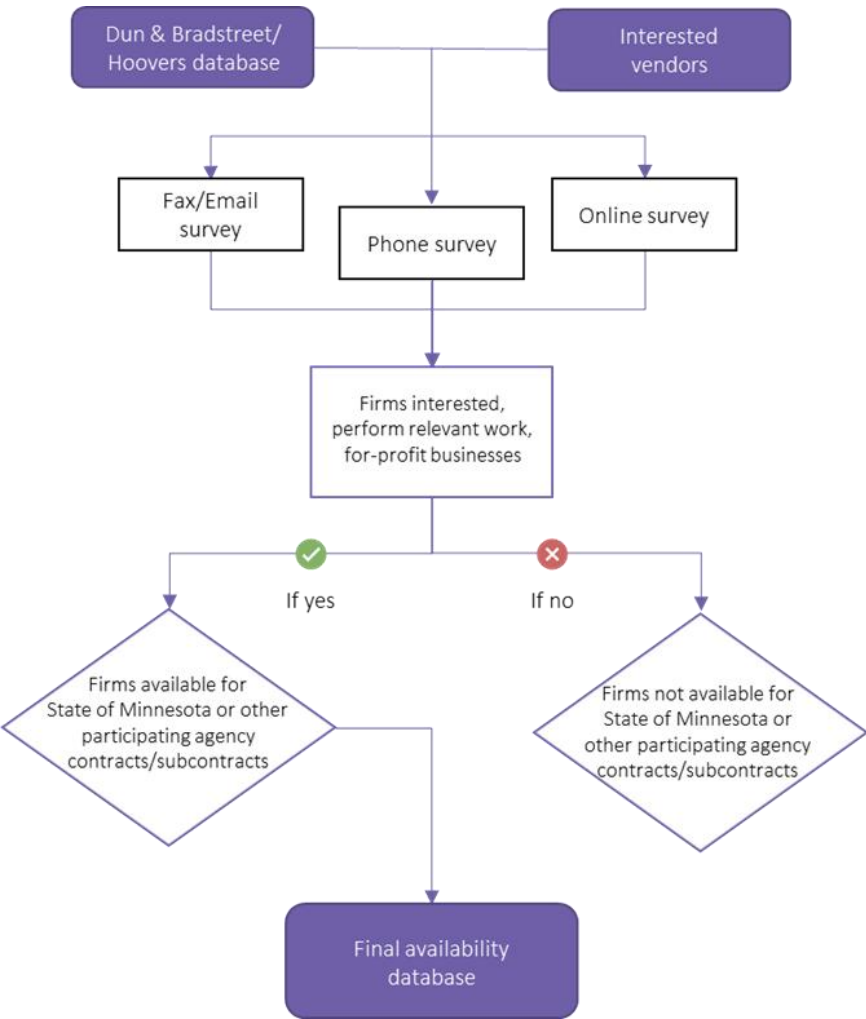 Dun & Bradstreet/
Hoovers database
Interested
vendors
Fax/Email
survey
Phone survey
Online survey
Firms interested,
perform relevant work,
for-profit businesses
If yes
If no
Firms available for
State of Minnesota or other
participating agency
contracts/subcontracts
Firms not available for
State of Minnesota or
other participating agency
contracts/subcontracts
Final availability
database